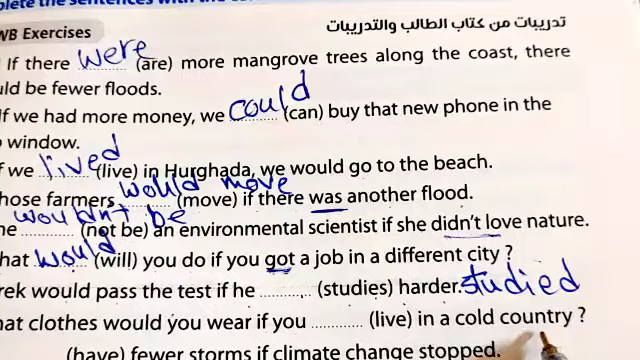 plete the sentences with the
WB Exercises تدريبات من كتاب الطالب والتدريبات
If there were (are) more mangrove trees along the coast, there
uld be fewer floods.
f we had more money, we could (can) buy that new phone in the
window.
f we lived (live) in Hurghada, we would go to the beach.
hose farmers would move (move) if there was another flood.
he wouldn't be (not be) an environmental scientist if she didn't love nature.
hat would (will) you do if you got a job in a different city ?
rek would pass the test if he ............ (studies) harder. studied
hat clothes would you wear if you ........... (live) in a cold country ?
(have) fewer storms if climate change stopped.